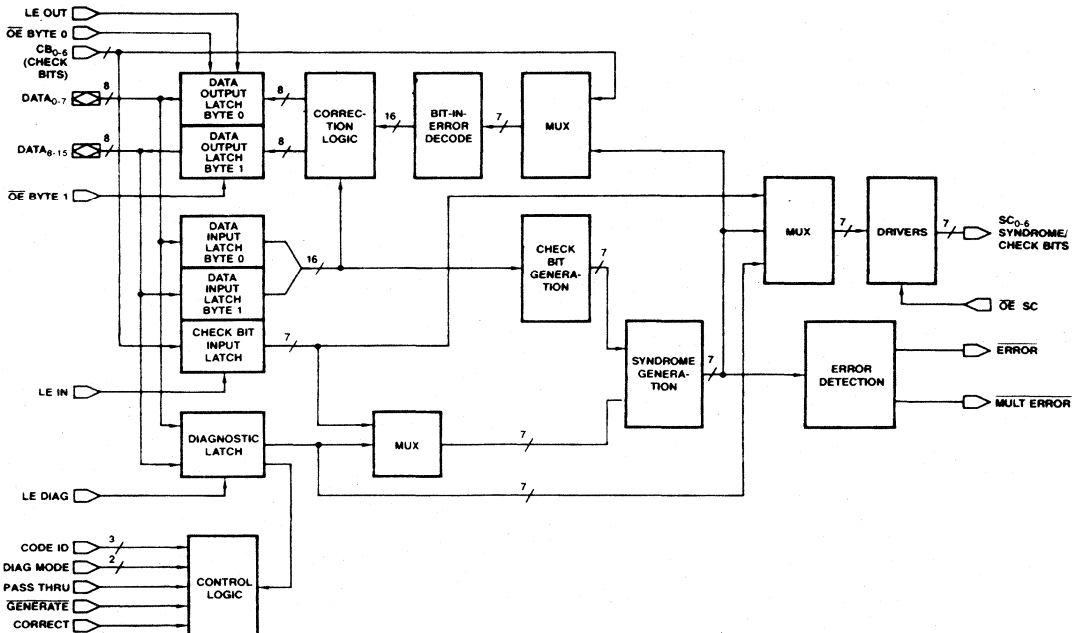 LE OUT
OE BYTE 0
CB0-6
(CHECK
BITS)
DATA0-7
8
DATA8-15
8
OE BYTE 1
DATA
OUTPUT
LATCH
BYTE 0
DATA
OUTPUT
LATCH
BYTE 1
8
8
CORREC-
TION
LOGIC
16
BIT-IN-
ERROR
DECODE
7
MUX
DATA
INPUT
LATCH
BYTE 0
DATA
INPUT
LATCH
BYTE 1
CHECK BIT
INPUT
LATCH
16
7
CHECK
BIT
GENERA-
TION
7
MUX
7
DRIVERS
7
SC0-6
SYNDROME/
CHECK BITS
OE SC
LE IN
SYNDROME
GENERA-
TION
7
ERROR
DETECTION
ERROR
MULT ERROR
DIAGNOSTIC
LATCH
MUX
7
7
LE DIAG
CODE ID
3
DIAG MODE
2
PASS THRU
GENERATE
CORRECT
CONTROL
LOGIC